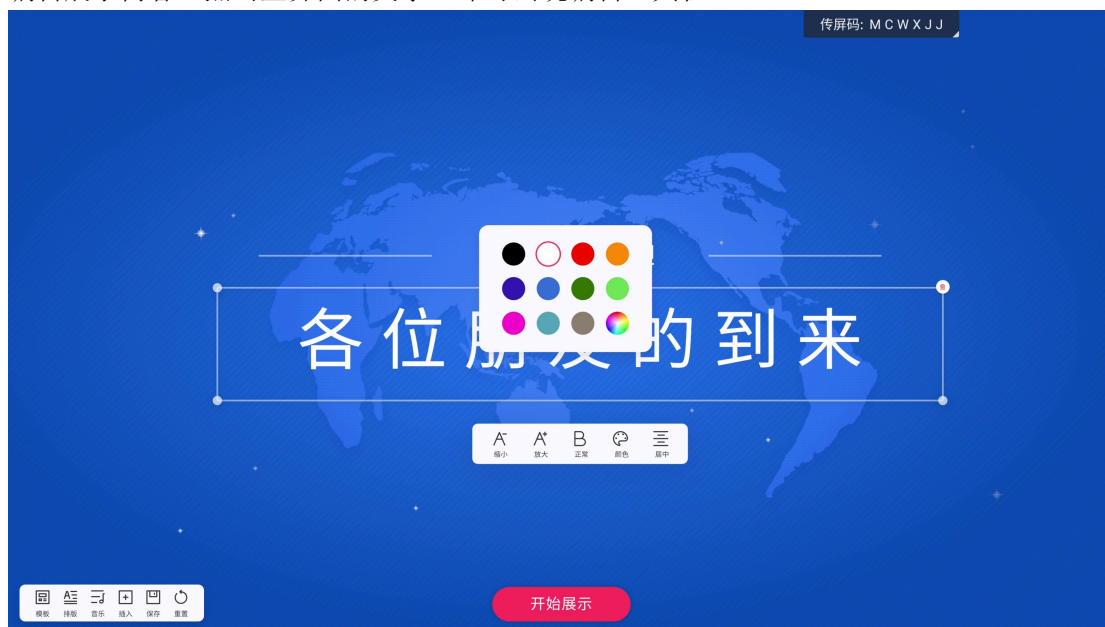 传屏码: M C W X J J
各位朋友的到来
缩小 放大 正常 颜色 居中
模板 排版 音乐 插入 保存 重置
开始展示